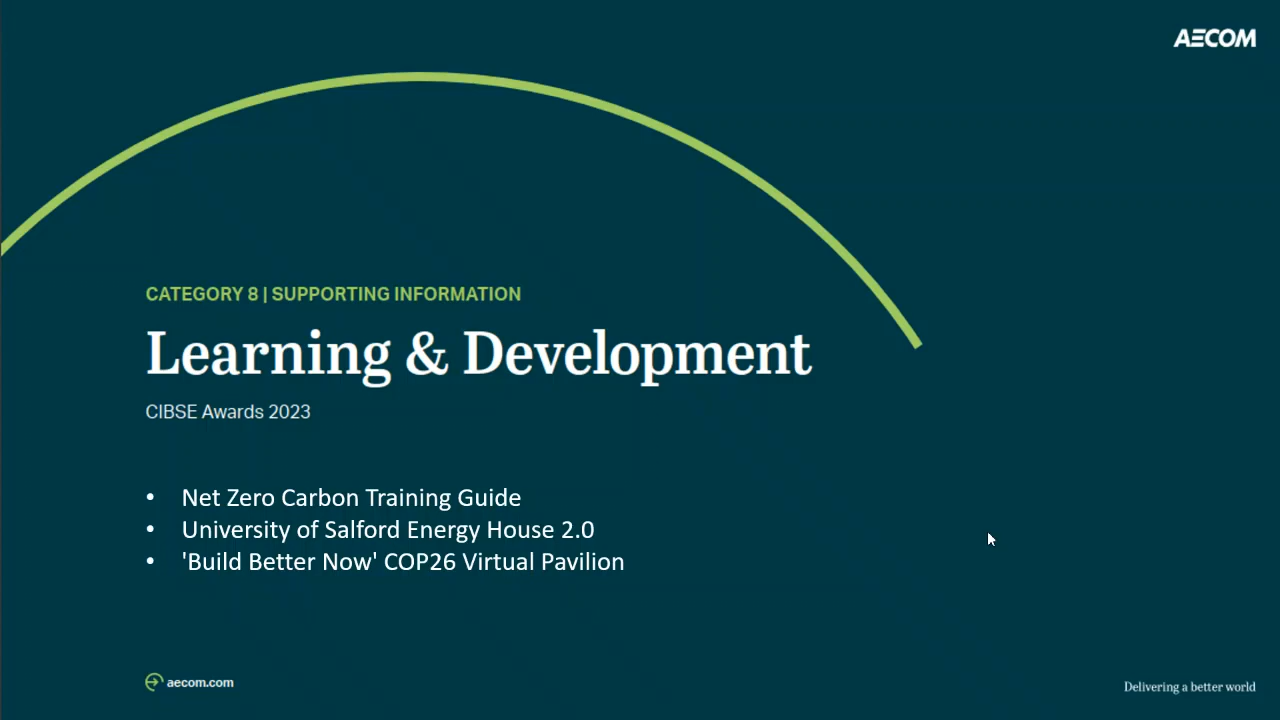 AECOM
CATEGORY 8 | SUPPORTING INFORMATION
Learning & Development
CIBSE Awards 2023
• Net Zero Carbon Training Guide
• University of Salford Energy House 2.0
• 'Build Better Now' COP26 Virtual Pavilion
aecom.com
Delivering a better world